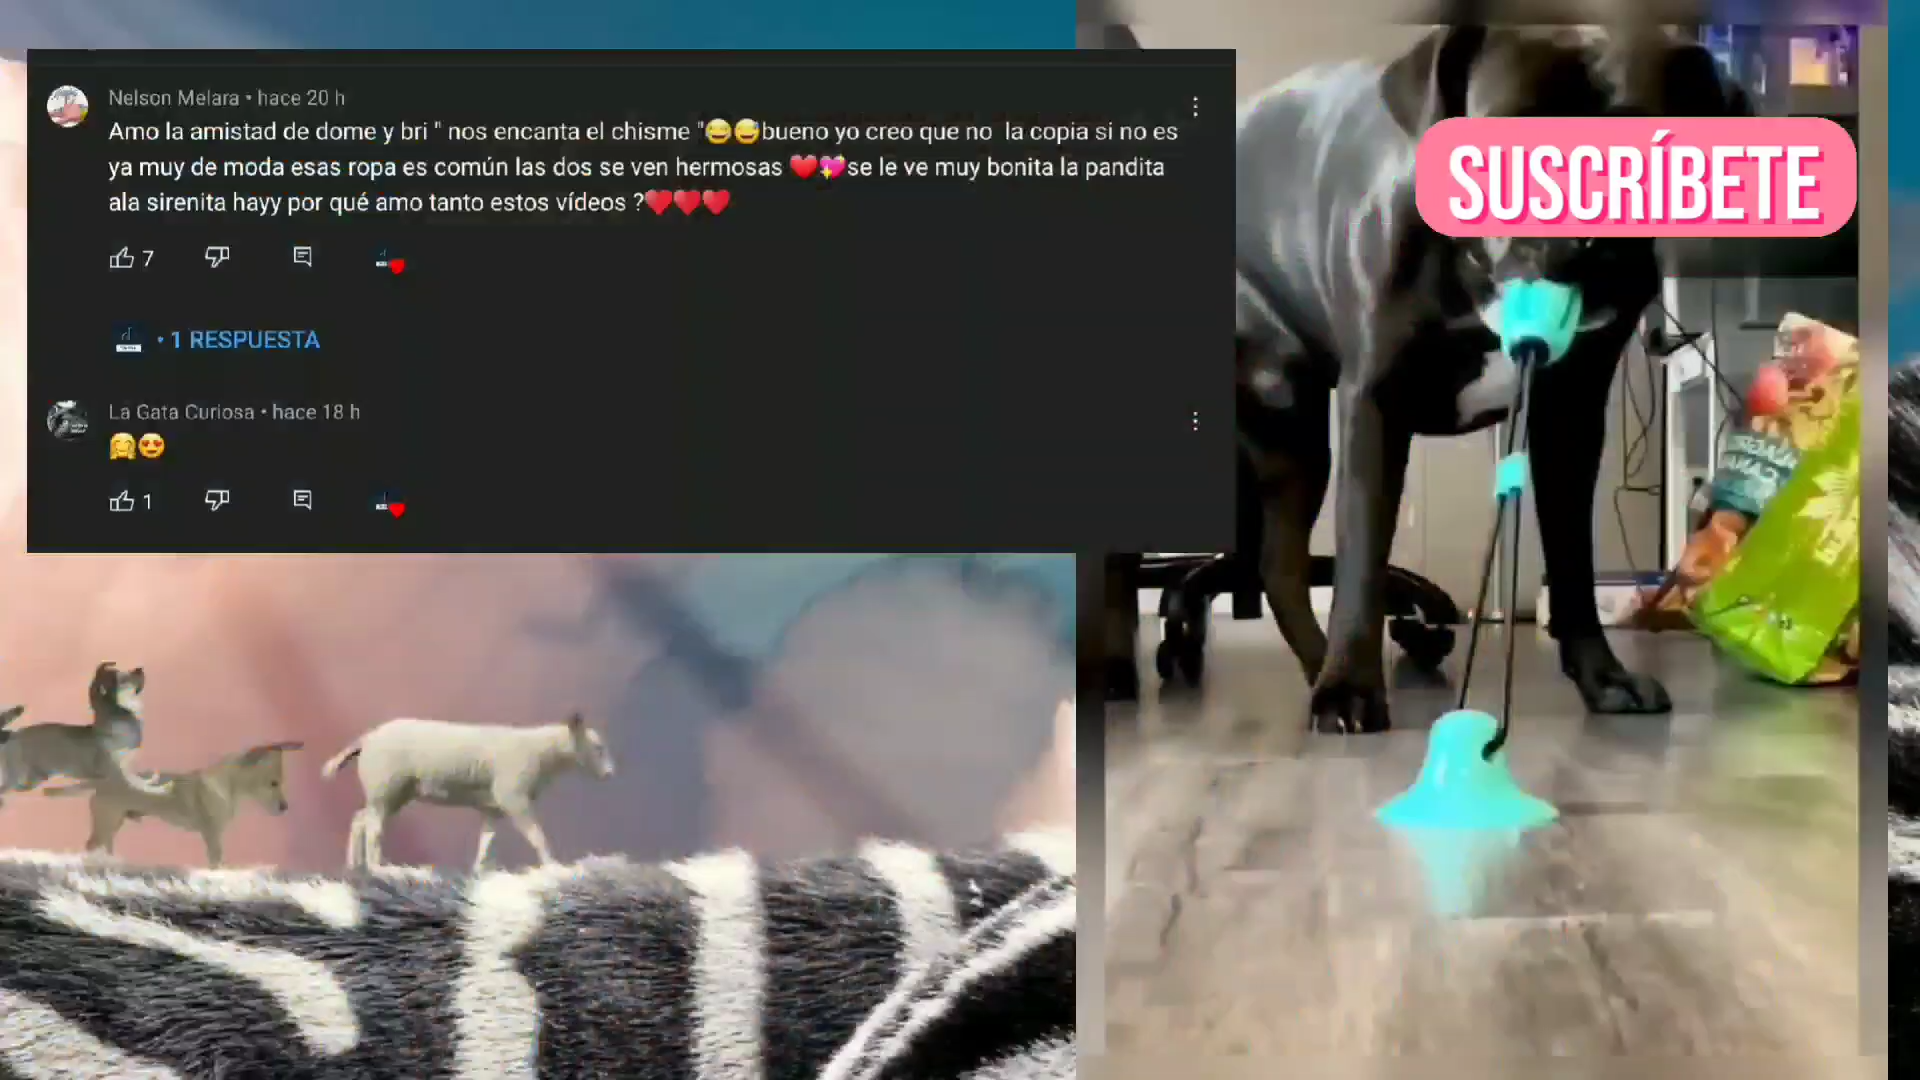 Nelson Melara • hace 20 h
Amo la amistad de dome y bri " nos encanta el chisme "😂😅bueno yo creo que no la copia si no es
ya muy de moda esas ropa es común las dos se ven hermosas ❤️💖se le ve muy bonita la pandita
ala sirenita hayy por qué amo tanto estos vídeos ?❤️❤️❤️
7
• 1 RESPUESTA
La Gata Curiosa • hace 18 h
🤗😍
1
SUSCRÍBETE